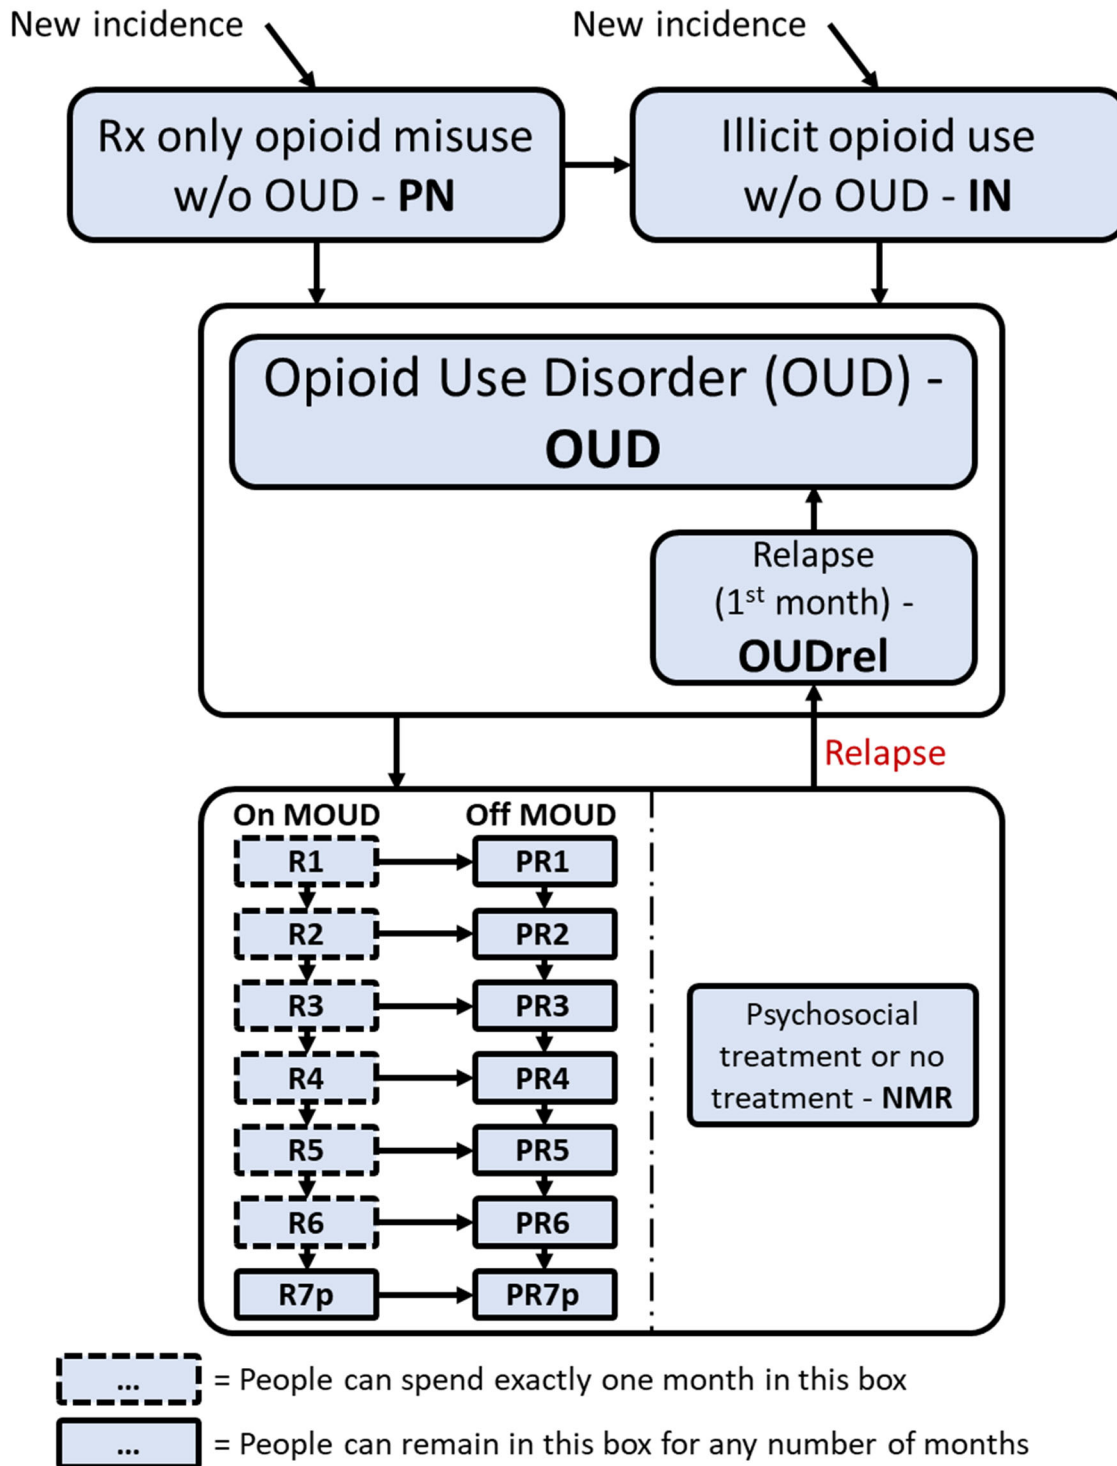 New incidence
New incidence
Rx only opioid misuse
w/o OUD - PN
Illicit opioid use
w/o OUD - IN
Opioid Use Disorder (OUD) -
OUD
Relapse
(1st month) -
OUDrel
Relapse
On MOUD
Off MOUD
R1
PR1
R2
PR2
R3
PR3
R4
PR4
R5
PR5
R6
PR6
R7p
PR7p
Psychosocial
treatment or no
treatment - NMR
... = People can spend exactly one month in this box
... = People can remain in this box for any number of months